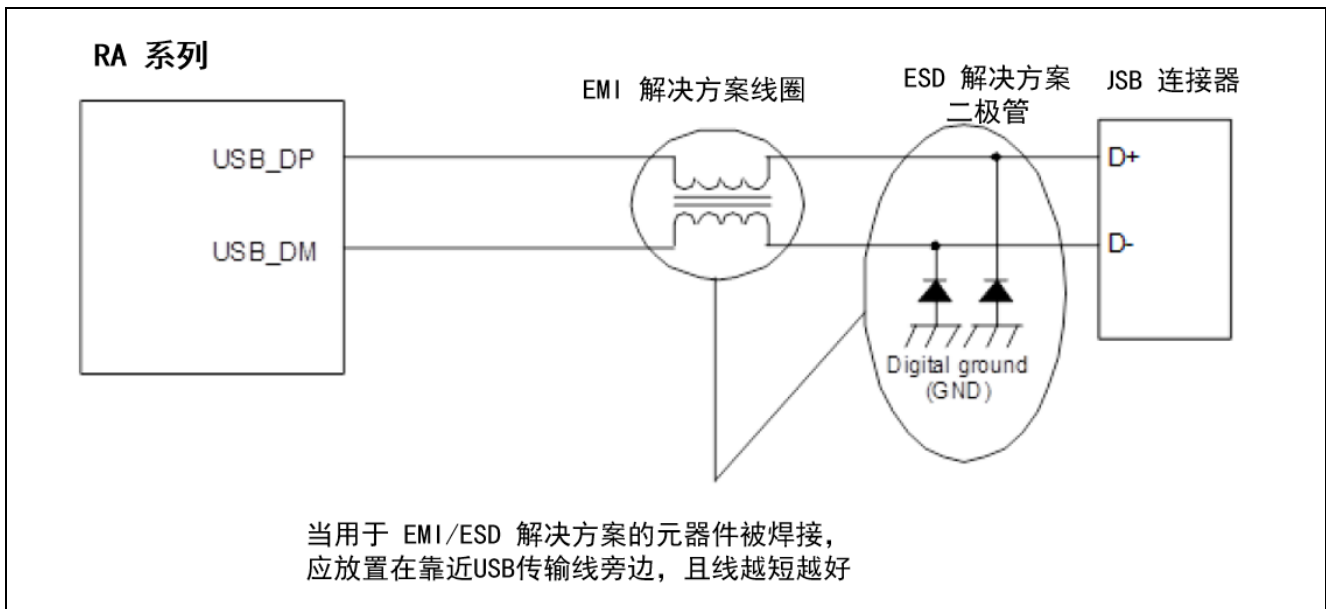 RA 系列
EMI 解决方案线圈
ESD 解决方案
二极管
JSB 连接器
USB_DP
USB_DM
D+
D-
Digital ground
(GND)
当用于 EMI/ESD 解决方案的元器件被焊接,
应放置在靠近USB传输线旁边, 且线越短越好